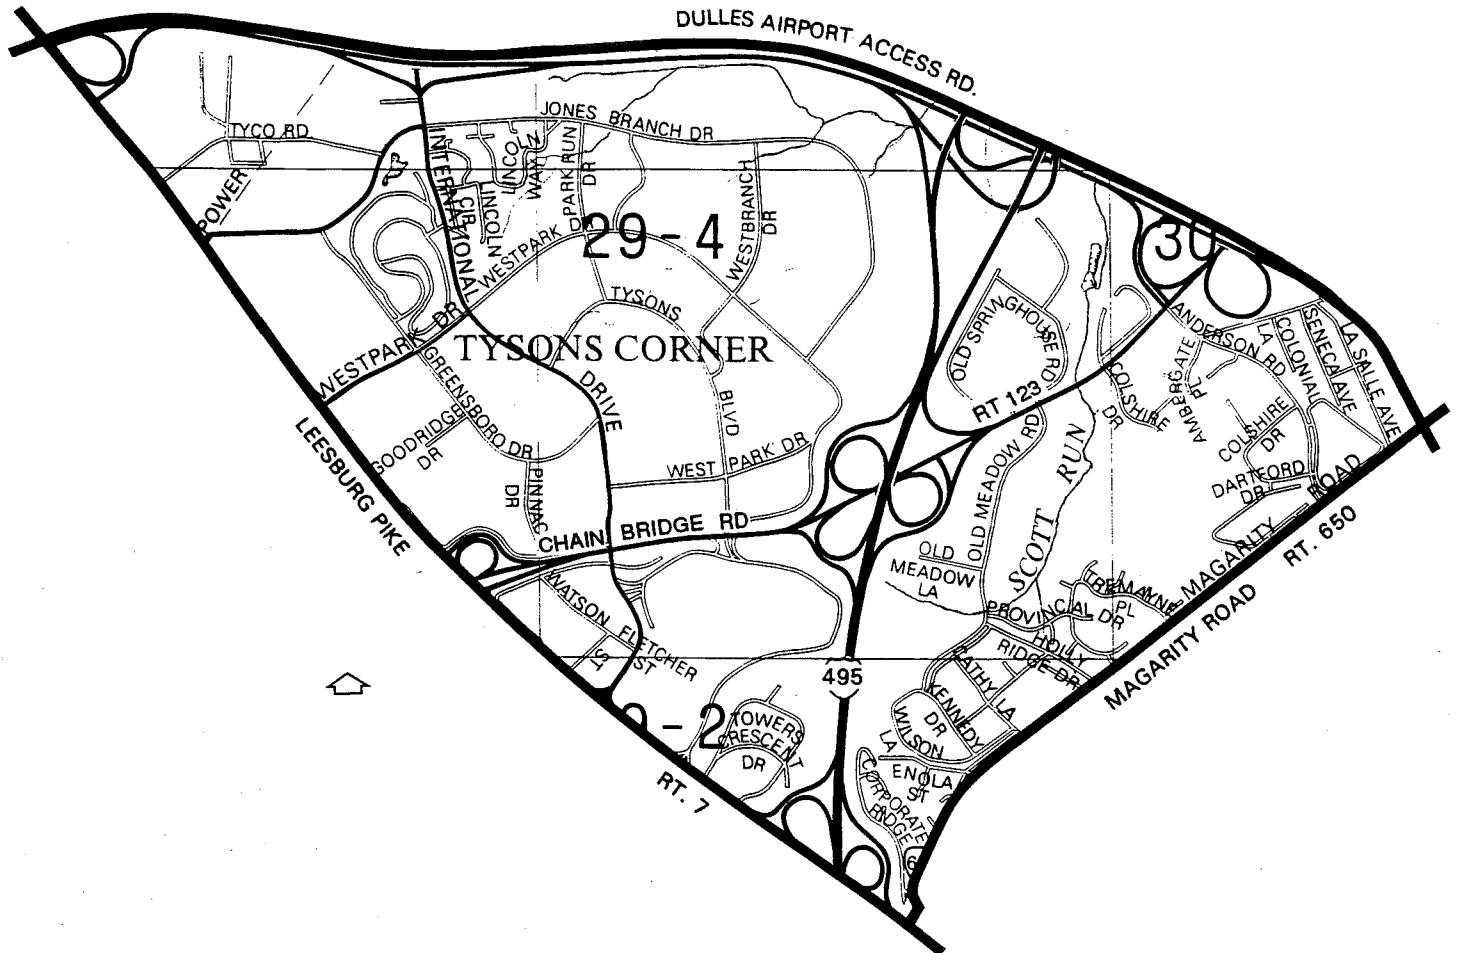 DULLES AIRPORT ACCESS RD.
JONES BRANCH DR
TYCO RD
POWER
INTERNATIONAL
LINCOLN
WAY
LINCOLN
CIR
PARK RUN
DR
WESTBRANCH
DR
29-4
30
WESTPARK D
TYSONS
WESTPARK DR
TYSONS CORNER
OLD SPRINGHOUSE RD
ANDERSON RD
LA
COLONIAL
SENECA AVE
LA SALLE AVE
GREENSBORO DR
DRIVE
BLVD
RT 123
COLSHIRE
DR
AMBERGATE
PL
COLSHIRE
DR
GOODRIDGE
DR
LEESBURG PIKE
PINNAC
DR
WEST PARK DR
OLD MEADOW RD
SCOTT RUN
DARTFORD
DR
MAGARITY ROAD
RT. 650
CHAIN BRIDGE RD
OLD
MEADOW
LA
WATSON
ST
FLETCHER
ST
PROVINCIAL DR
TREMAYNE
PL
HOLLY
RIDGE DR
MAGARITY ROAD
495
CATHY LA
KENNEDY
DR
WILSON
LA
9-2
TOWERS
CRESCENT
DR
ENOLA
ST
CORPORATE
RIDGE
RT. 7
6